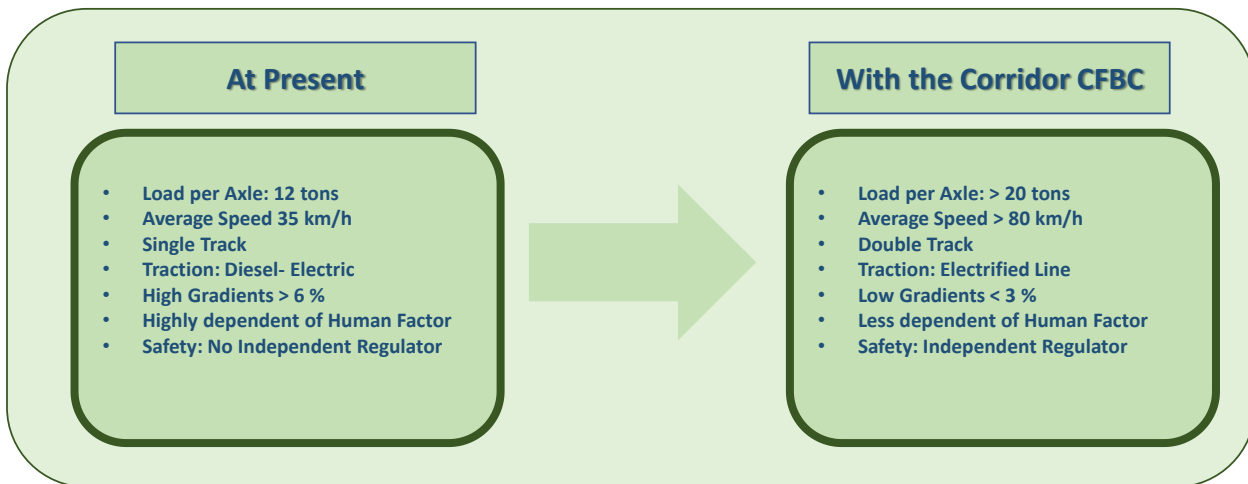 At Present
• Load per Axle: 12 tons
• Average Speed 35 km/h
• Single Track
• Traction: Diesel- Electric
• High Gradients > 6 %
• Highly dependent of Human Factor
• Safety: No Independent Regulator
With the Corridor CFBC
• Load per Axle: > 20 tons
• Average Speed > 80 km/h
• Double Track
• Traction: Electrified Line
• Low Gradients < 3 %
• Less dependent of Human Factor
• Safety: Independent Regulator